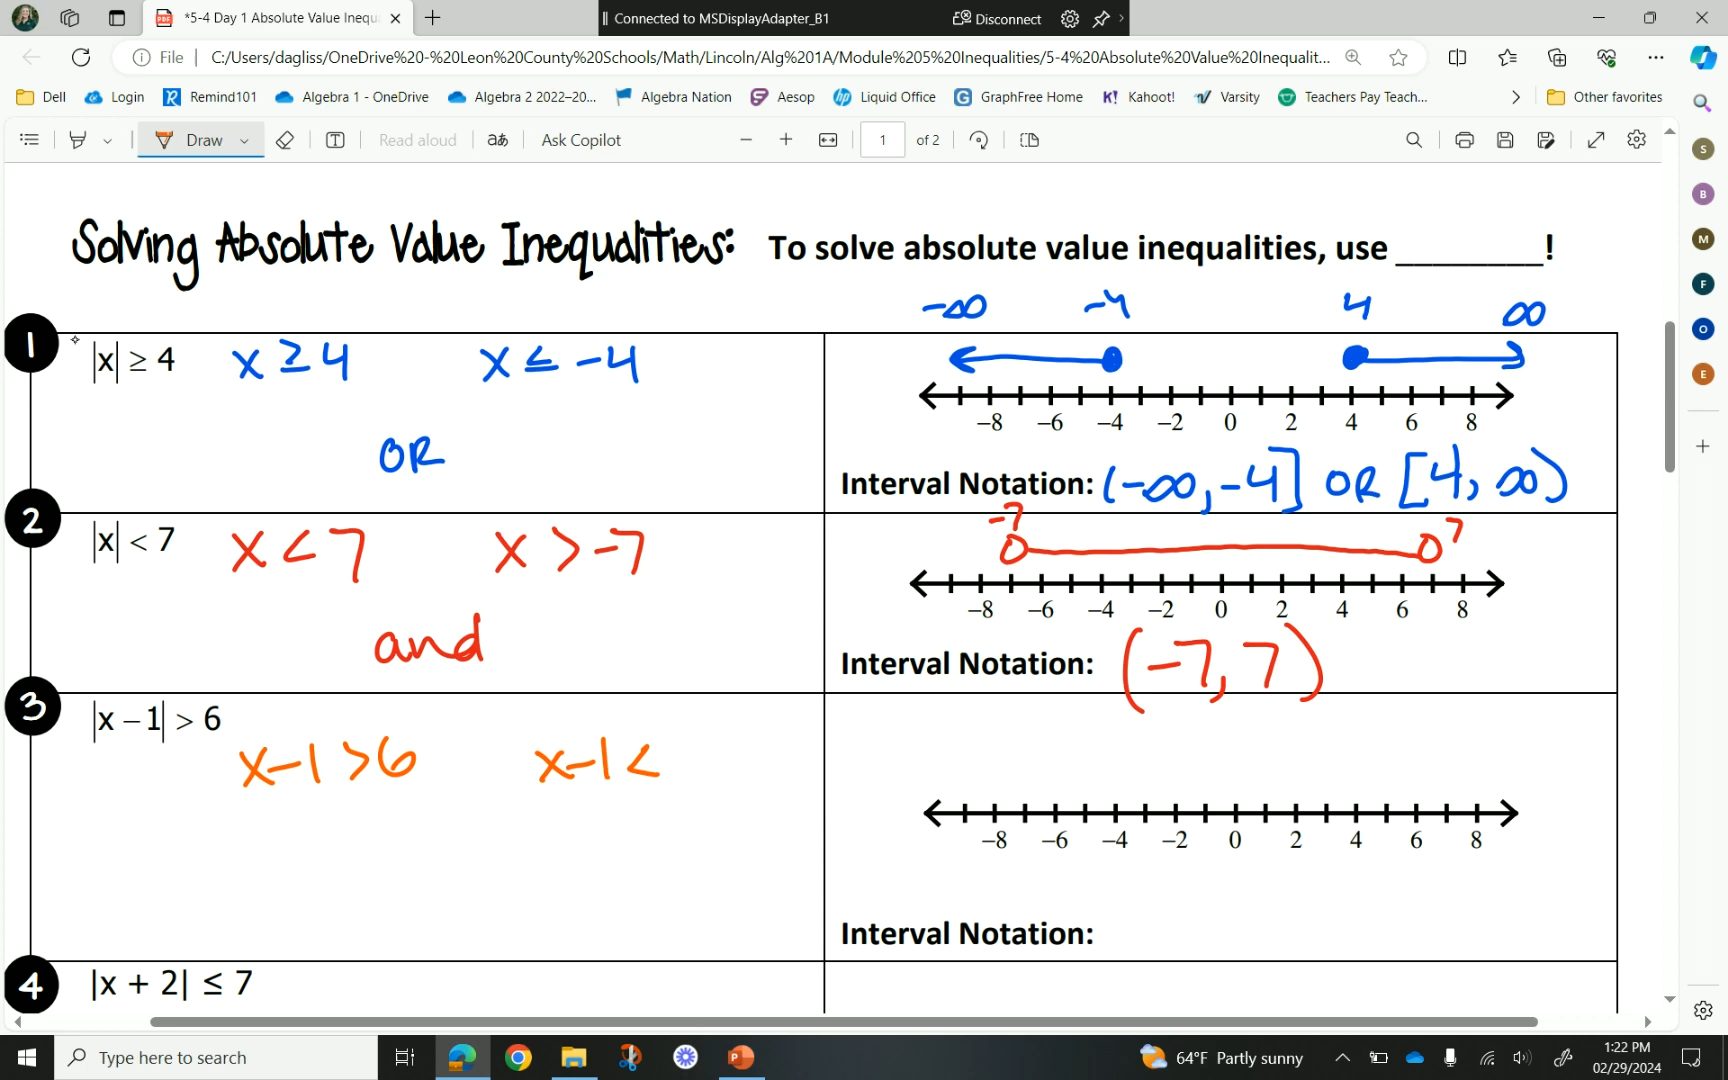 *5-4 Day 1 Absolute Value Inequ
Connected to MSDisplayAdapter_B1
Disconnect
File
C:/Users/dagliss/OneDrive%20-%20Leon%20County%20Schools/Math/Lincoln/Alg%201A/Module%205%20Inequalities/5-4%20Absolute%20Value%20Inequalit...
Dell
Login
Remind101
Algebra 1 - OneDrive
Algebra 2 2022–20...
Algebra Nation
Aesop
Liquid Office
GraphFree Home
Kahoot!
Varsity
Teachers Pay Teach...
Other favorites
Draw
Read aloud
aあ
Ask Copilot
1
of 2
Solving Absolute Value Inequalities: To solve absolute value inequalities, use ________!
-∞ -4 4 ∞
1
|x| ≥ 4 x ≥ 4 x ≤ -4
−8 −6 −4 −2 0 2 4 6 8
OR
Interval Notation: (-∞, -4] OR [4, ∞)
2
|x| < 7 x < 7 x > -7
-7 7
−8 −6 −4 −2 0 2 4 6 8
and
Interval Notation: (-7, 7)
3
|x − 1| > 6
x-1 > 6 x-1 <
−8 −6 −4 −2 0 2 4 6 8
Interval Notation:
4
|x + 2| ≤ 7
S
B
M
F
O
E
Type here to search
64°F Partly sunny
1:22 PM
02/29/2024